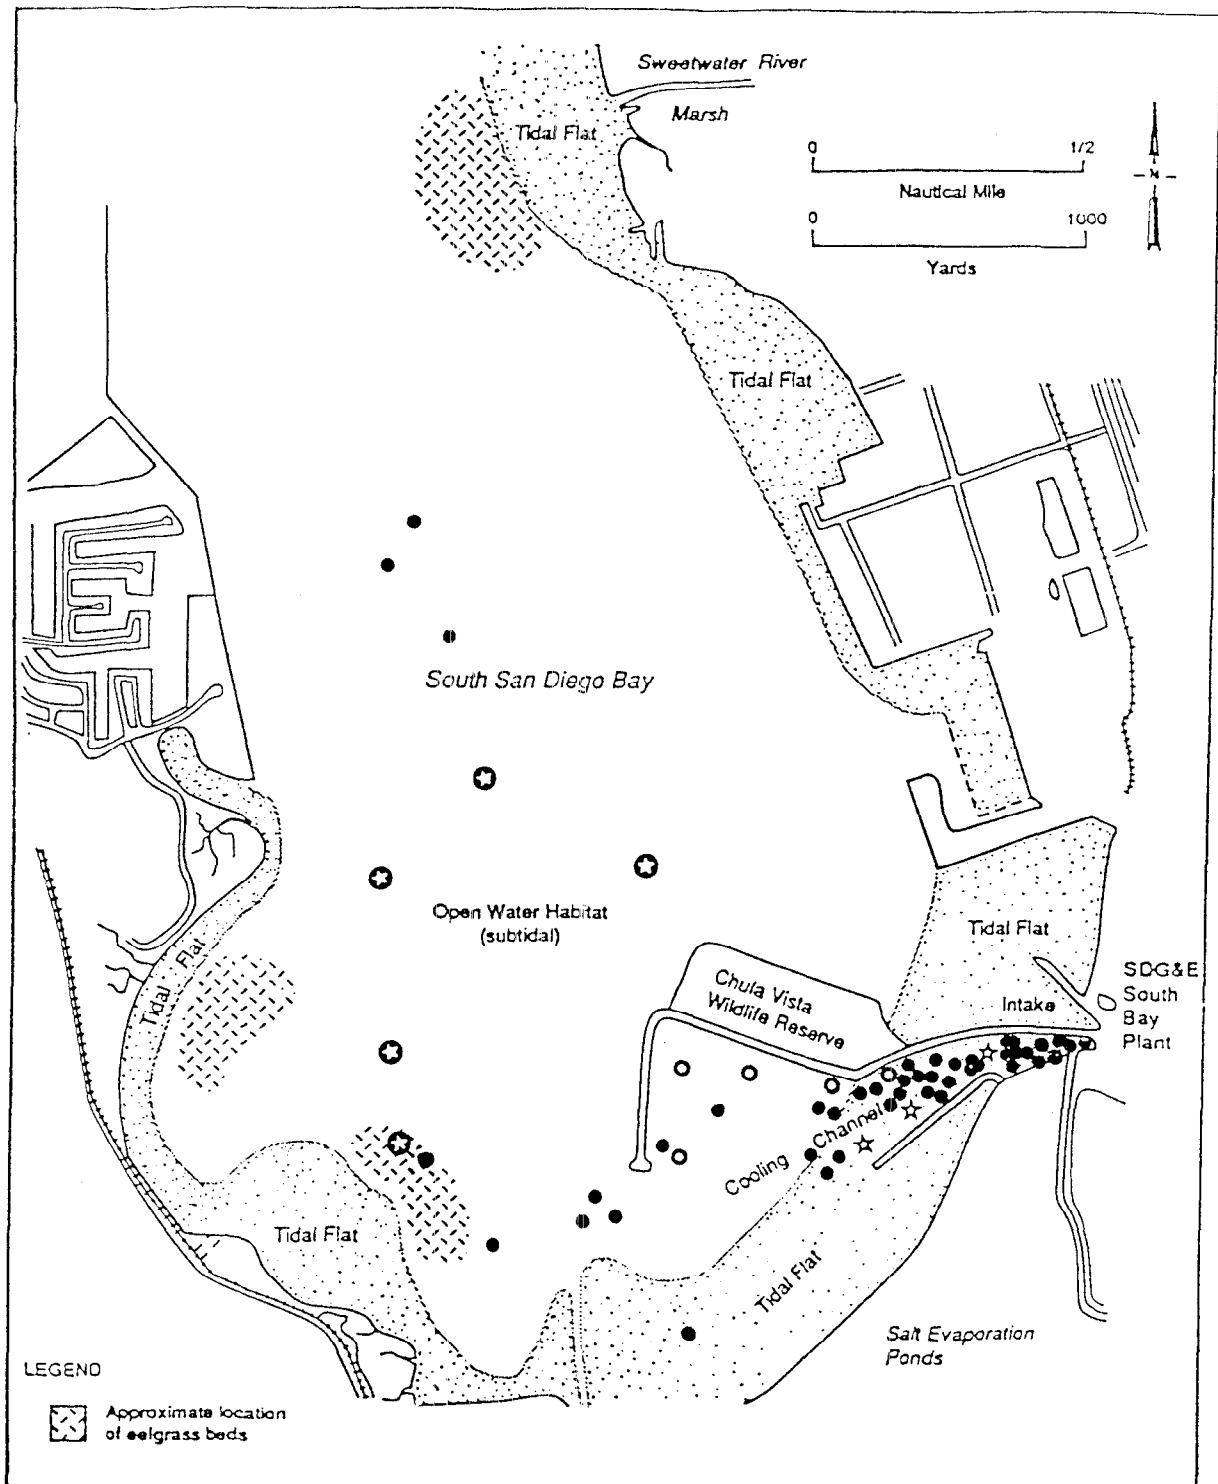 Sweetwater River
Marsh
Tidal Flat
0 1/2
Nautical Mile
N
0 1000
Yards
Tidal Flat
South San Diego Bay
Open Water Habitat
(subtidal)
Tidal Flat
Tidal Flat
SDG&E
South
Bay
Plant
Intake
Chula Vista
Wildlife Reserve
Cooling Channel
Tidal Flat
Tidal Flat
Salt Evaporation
Ponds
LEGEND
Approximate location
of eelgrass beds